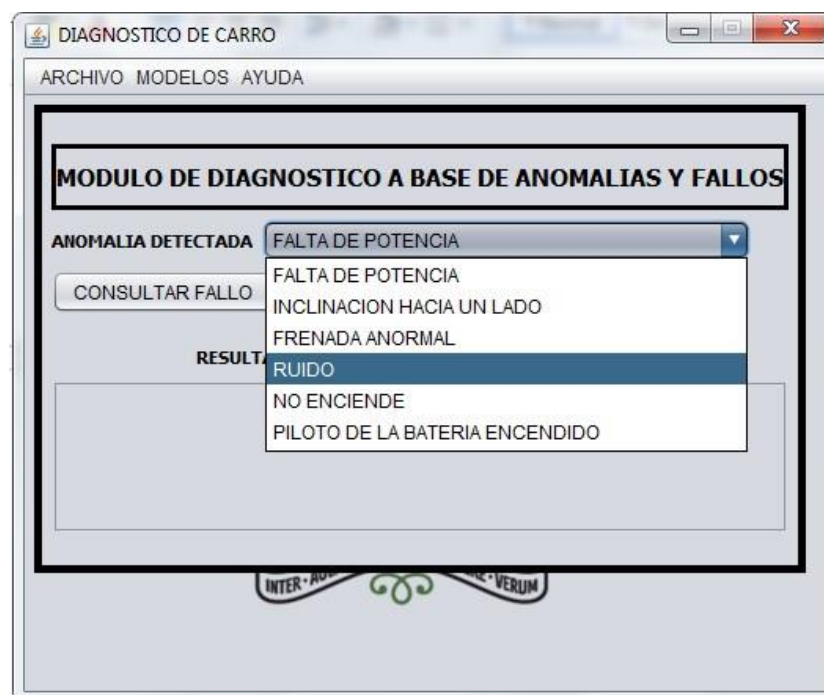 DIAGNOSTICO DE CARRO
ARCHIVO MODELOS AYUDA
MODULO DE DIAGNOSTICO A BASE DE ANOMALIAS Y FALLOS
ANOMALIA DETECTADA FALTA DE POTENCIA
FALTA DE POTENCIA
CONSULTAR FALLO
INCLINACION HACIA UN LADO
FRENADA ANORMAL
RUIDO
NO ENCIENDE
PILOTO DE LA BATERIA ENCENDIDO
INTER
VERUM